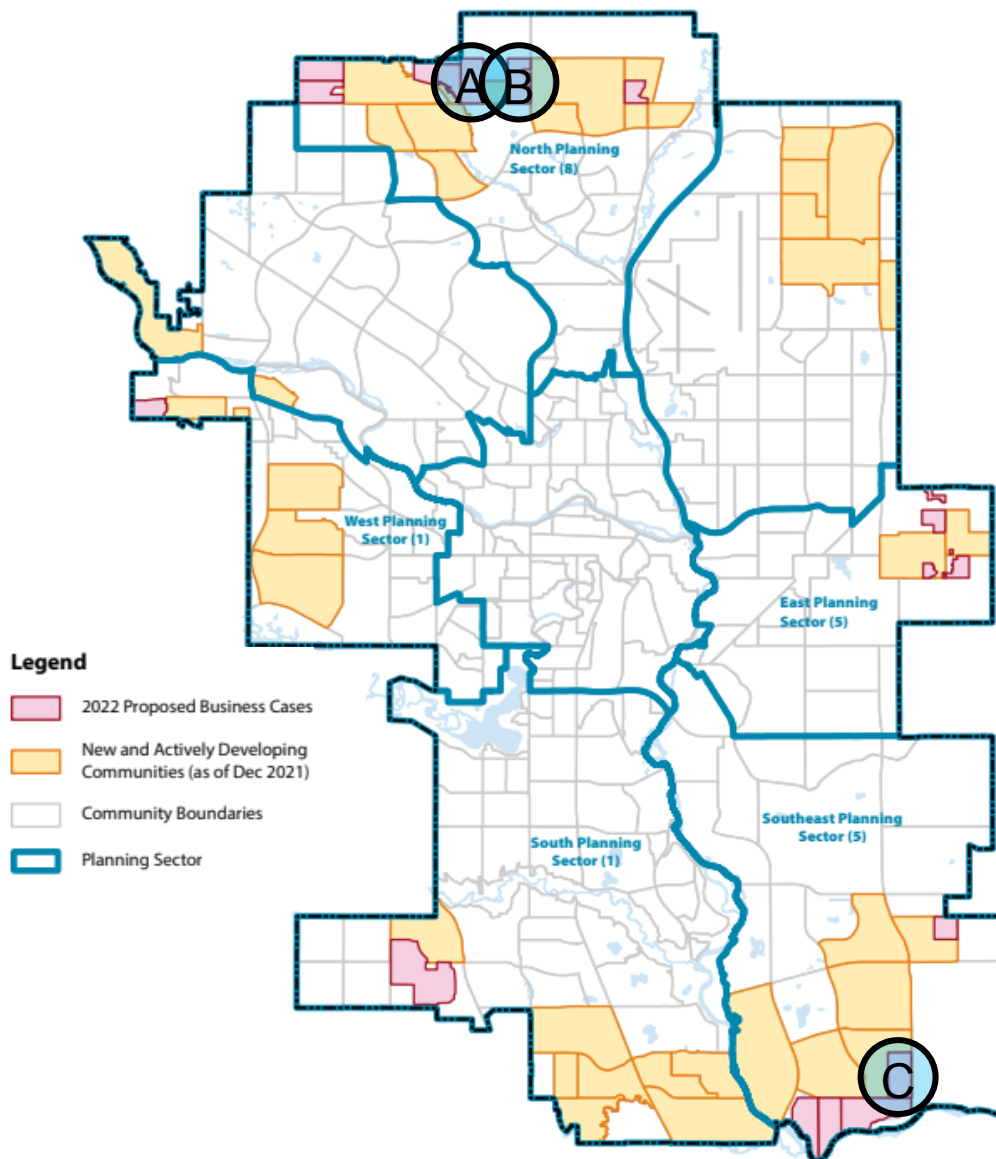 A B
North Planning
Sector (8)
West Planning
Sector (1)
East Planning
Sector (5)
Legend
2022 Proposed Business Cases
New and Actively Developing
Communities (as of Dec 2021)
Community Boundaries
Planning Sector
South Planning
Sector (1)
Southeast Planning
Sector (5)
C